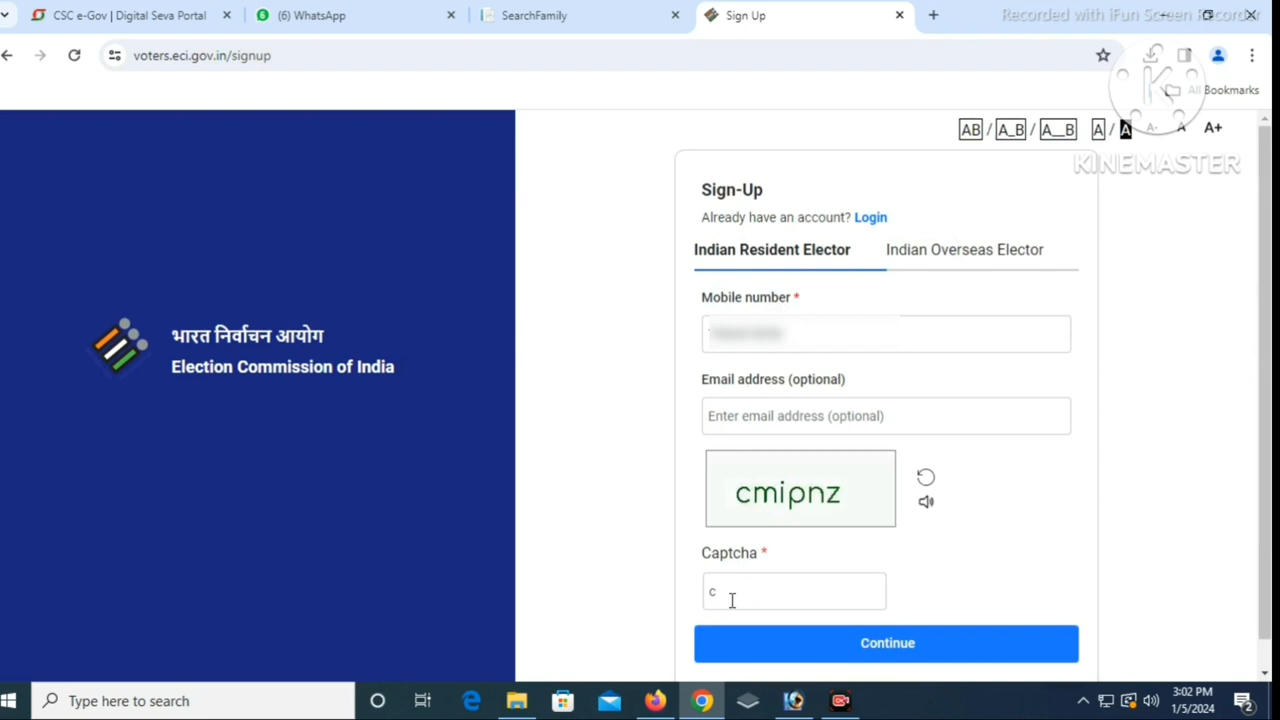 CSC e-Gov | Digital Seva Portal
(6) WhatsApp
SearchFamily
Sign Up
Recorded with iFun Screen Recorder
voters.eci.gov.in/signup
All Bookmarks
KINEMASTER
AB / A_B / A__B A / A A- A A+
Sign-Up
Already have an account? Login
Indian Resident Elector
Indian Overseas Elector
Mobile number *
भारत निर्वाचन आयोग
Election Commission of India
Email address (optional)
Enter email address (optional)
cmipnz
Captcha *
c
Continue
Type here to search
3:02 PM
1/5/2024
2